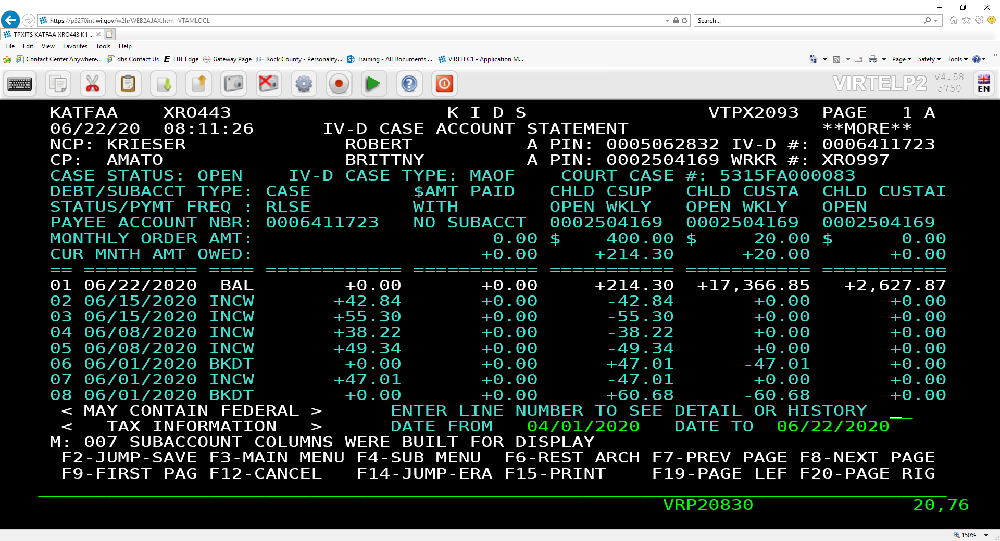 https://p3270int.wi.gov/w2h/WEB2AJAX.htm+VTAMLOCL Search...
TPXITS KATFAA XRO443 K I ...
File Edit View Favorites Tools Help
Contact Center Anywhere... dhs Contact Us EBT Edge Gateway Page Rock County - Personality... Training - All Documents ... VIRTELC1 - Application M... Page Safety Tools
VIRTELP2 V4.58 5750 EN
KATFAA XRO443 K I D S VTPX2093 PAGE 1 A
06/22/20 08:11:26 IV-D CASE ACCOUNT STATEMENT **MORE**
NCP: KRIESER ROBERT A PIN: 0005062832 IV-D #: 0006411723
CP: AMATO BRITTNY A PIN: 0002504169 WRKR #: XRO997
CASE STATUS: OPEN IV-D CASE TYPE: MAOF COURT CASE #: 5315FA000083
DEBT/SUBACCT TYPE: CASE $AMT PAID CHLD CSUP CHLD CUSTA CHLD CUSTAI
STATUS/PYMT FREQ : RLSE WITH OPEN WKLY OPEN WKLY OPEN
PAYEE ACCOUNT NBR: 0006411723 NO SUBACCT 0002504169 0002504169 0002504169
MONTHLY ORDER AMT: 0.00 $ 400.00 $ 20.00 $ 0.00
CUR MNTH AMT OWED: +0.00 +214.30 +20.00 +0.00
== ========== ==== ============ =========== =========== =========== ===========
01 06/22/2020 BAL +0.00 +0.00 +214.30 +17,366.85 +2,627.87
02 06/15/2020 INCW +42.84 +0.00 -42.84 +0.00 +0.00
03 06/15/2020 INCW +55.30 +0.00 -55.30 +0.00 +0.00
04 06/08/2020 INCW +38.22 +0.00 -38.22 +0.00 +0.00
05 06/08/2020 INCW +49.34 +0.00 -49.34 +0.00 +0.00
06 06/01/2020 BKDT +0.00 +0.00 +47.01 -47.01 +0.00
07 06/01/2020 INCW +47.01 +0.00 -47.01 +0.00 +0.00
08 06/01/2020 BKDT +0.00 +0.00 +60.68 -60.68 +0.00
< MAY CONTAIN FEDERAL > ENTER LINE NUMBER TO SEE DETAIL OR HISTORY __
< TAX INFORMATION > DATE FROM 04/01/2020 DATE TO 06/22/2020
M: 007 SUBACCOUNT COLUMNS WERE BUILT FOR DISPLAY
F2-JUMP-SAVE F3-MAIN MENU F4-SUB MENU F6-REST ARCH F7-PREV PAGE F8-NEXT PAGE
F9-FIRST PAG F12-CANCEL F14-JUMP-ERA F15-PRINT F19-PAGE LEF F20-PAGE RIG
VRP20830 20,76
150%